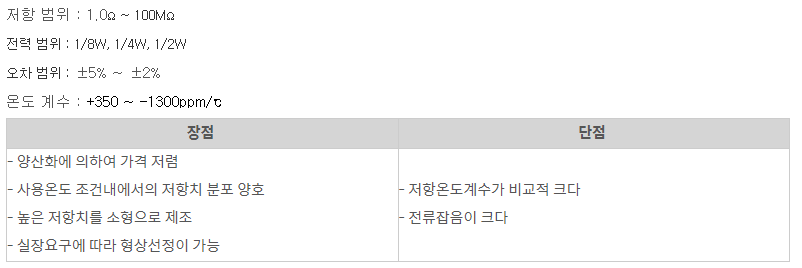 저항 범위 : 1.0Ω ~ 100MΩ
전력 범위 : 1/8W, 1/4W, 1/2W
오차 범위 : ±5% ~ ±2%
온도 계수 : +350 ~ -1300ppm/℃
장점 단점
- 양산화에 의하여 가격 저렴
- 사용온도 조건내에서의 저항치 분포 양호
- 높은 저항치를 소형으로 제조
- 실장요구에 따라 형상선정이 가능
- 저항온도계수가 비교적 크다
- 전류잡음이 크다